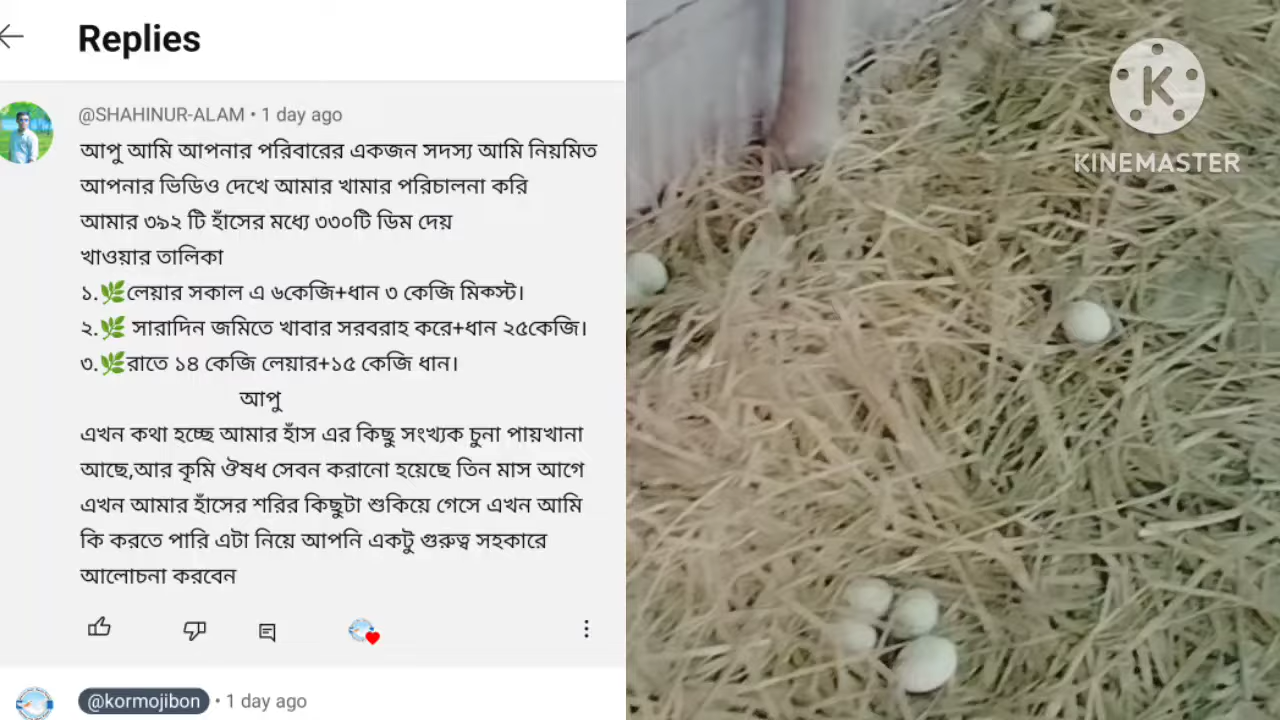 Replies
@SHAHINUR-ALAM • 1 day ago
আপু আমি আপনার পরিবারের একজন সদস্য আমি নিয়মিত
আপনার ভিডিও দেখে আমার খামার পরিচালনা করি
আমার ৩৯২ টি হাঁসের মধ্যে ৩৩০টি ডিম দেয়
খাওয়ার তালিকা
১.🌿লেয়ার সকাল এ ৬কেজি+ধান ৩ কেজি মিক্সট।
২.🌿 সারাদিন জমিতে খাবার সরবরাহ করে+ধান ২৫কেজি।
৩.🌿রাতে ১৪ কেজি লেয়ার+১৫ কেজি ধান।
আপু
এখন কথা হচ্ছে আমার হাঁস এর কিছু সংখ্যক চুনা পায়খানা
আছে,আর কৃমি ঔষধ সেবন করানো হয়েছে তিন মাস আগে
এখন আমার হাঁসের শরির কিছুটা শুকিয়ে গেসে এখন আমি
কি করতে পারি এটা নিয়ে আপনি একটু গুরুত্ব সহকারে
আলোচনা করবেন
@kormojibon • 1 day ago
K
KINEMASTER